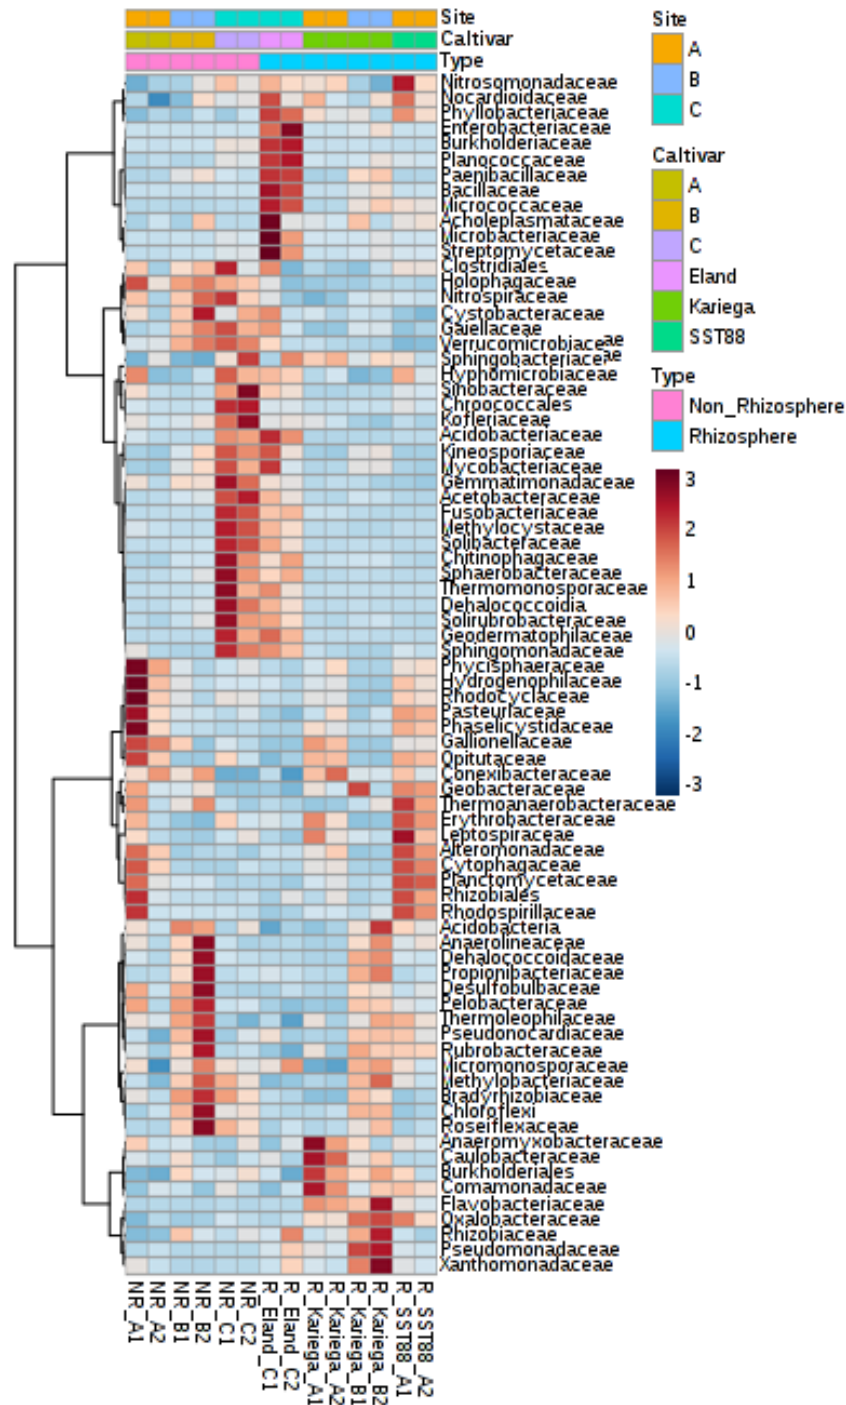 Site
Caltivar
Type
Nitrosomonadaceae
Nocardioidaceae
Phyllobacteriaceae
Enterobacteriaceae
Burkholderiaceae
Planococcaceae
Paenibacillaceae
Bacillaceae
Micrococcaceae
Acholeplasmataceae
Microbacteriaceae
Streptomycetaceae
Clostridiales
Holophagaceae
Nitrospiraceae
Cystobacteraceae
Gaiellaceae
Verrucomicrobiaceae
Sphingobacteriaceae
Hyphomicrobiaceae
Sinobacteraceae
Chroococcales
Kofleriaceae
Acidobacteriaceae
Kineosporiaceae
Mycobacteriaceae
Gemmatimonadaceae
Acetobacteraceae
Fusobacteriaceae
Methylocystaceae
Solibacteraceae
Chitinophagaceae
Sphaerobacteraceae
Thermomonosporaceae
Dehalococcoidia
Solirubrobacteraceae
Geodermatophilaceae
Sphingomonadaceae
Phycisphaeraceae
Hydrogenophilaceae
Rhodocyclaceae
Pasteuriaceae
Phaselicystidaceae
Gallionellaceae
Opitutaceae
Conexibacteraceae
Geobacteraceae
Thermoanaerobacteraceae
Erythrobacteraceae
Leptospiraceae
Alteromonadaceae
Cytophagaceae
Planctomycetaceae
Rhizobiales
Rhodospirillaceae
Acidobacteria
Anaerolineaceae
Dehalococcoidaceae
Propionibacteriaceae
Desulfobulbaceae
Pelobacteraceae
Thermoleophilaceae
Pseudonocardiaceae
Rubrobacteraceae
Micromonosporaceae
Methylobacteriaceae
Bradyrhizobiaceae
Chloroflexi
Roseiflexaceae
Anaeromyxobacteraceae
Caulobacteraceae
Burkholderiales
Comamonadaceae
Flavobacteriaceae
Oxalobacteraceae
Rhizobiaceae
Pseudomonadaceae
Xanthomonadaceae
NR_A1
NR_A2
NR_B1
NR_B2
NR_C1
NR_C2
R_Eland_C1
R_Eland_C2
R_Kariega_A1
R_Kariega_A2
R_Kariega_B1
R_Kariega_B2
R_SST88_A1
R_SST88_A2
Site
A
B
C
Caltivar
A
B
C
Eland
Kariega
SST88
Type
Non_Rhizosphere
Rhizosphere
3
2
1
0
-1
-2
-3